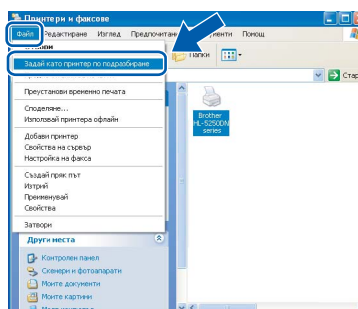 Принтери и факсове
Файл Редактиране Изглед Предпочитани Помощ
Папки
Задай като принтер по подразбиране
Стар
Преустанови временно печата
Споделяне...
Използвай принтера офлайн
Добави принтер
Свойства на сървър
Настройка на факса
Създай пряк път
Изтрий
Преименувай
Свойства
Затвори
Brother
HL-5250DN
series
Други места
Контролен панел
Скенери и фотоапарати
Моите документи
Моите картини